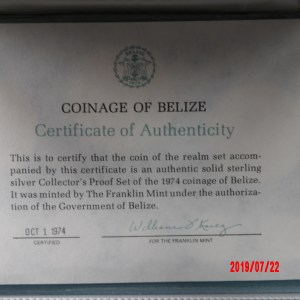 COINAGE OF BELIZE
Certificate of Authenticity
This is to certify that the coin of the realm set accom-
panied by this certificate is an authentic solid sterling
silver Collector's Proof Set of the 1974 coinage of Belize.
It was minted by The Franklin Mint under the authoriza-
tion of the Government of Belize.
OCT 1 1974
CERTIFIED
FOR THE FRANKLIN MINT
2019/07/22